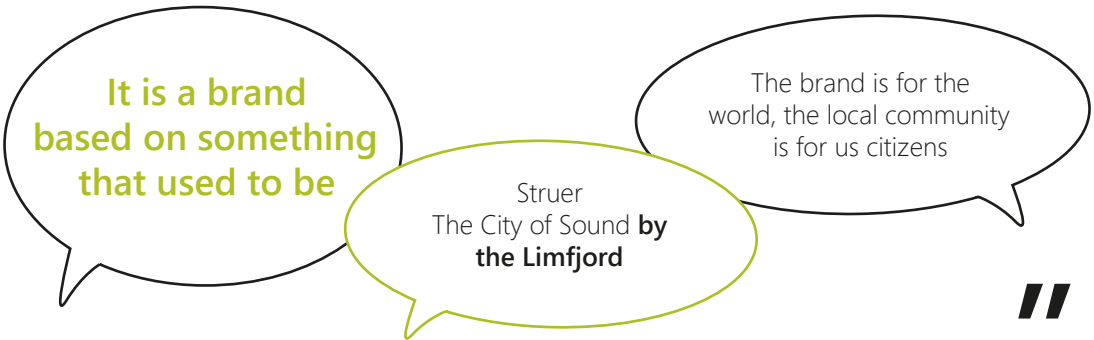 It is a brand
based on something
that used to be
Struer
The City of Sound by
the Limfjord
The brand is for the
world, the local community
is for us citizens
"